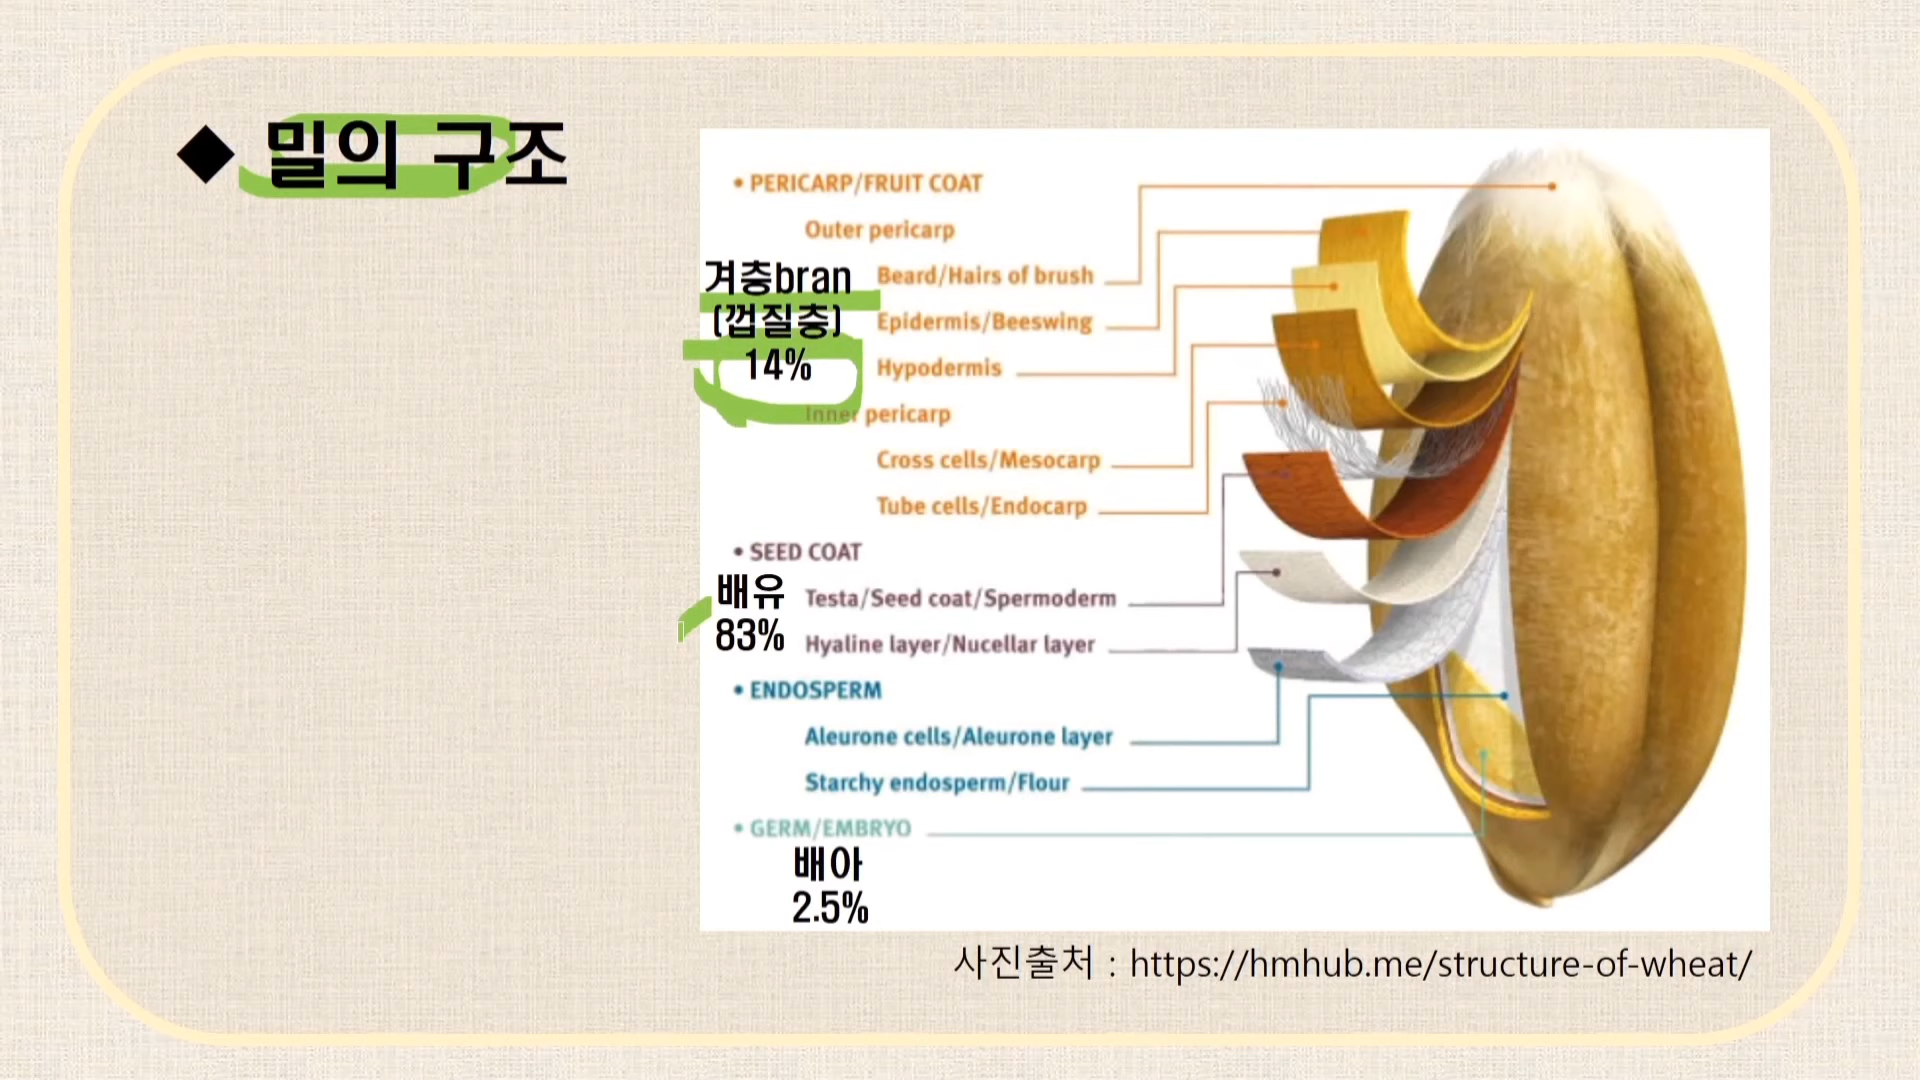 ◆ 밀의 구조
• PERICARP/FRUIT COAT
Outer pericarp
겨층bran
(껍질층)
14%
Beard/Hairs of brush
Epidermis/Beeswing
Hypodermis
Inner pericarp
Cross cells/Mesocarp
Tube cells/Endocarp
• SEED COAT
배유
83%
Testa/Seed coat/Spermoderm
Hyaline layer/Nucellar layer
• ENDOSPERM
Aleurone cells/Aleurone layer
Starchy endosperm/Flour
• GERM/EMBRYO
배아
2.5%
사진출처 : https://hmhub.me/structure-of-wheat/